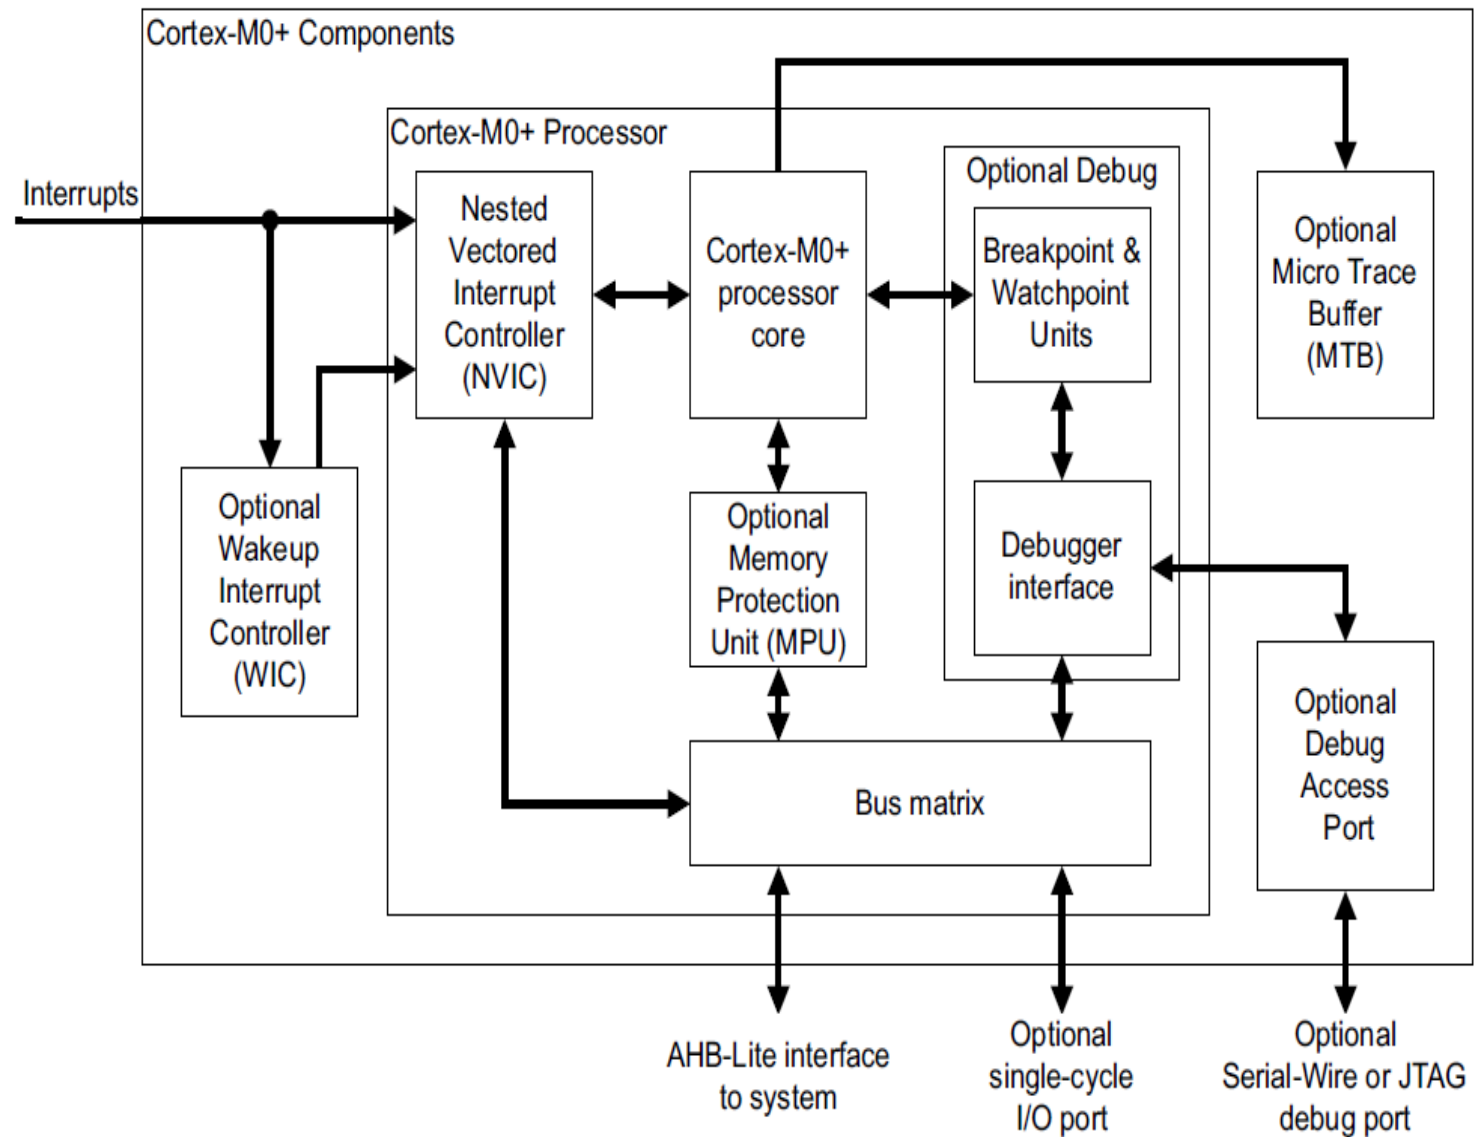 Cortex-M0+ Components
Cortex-M0+ Processor
Interrupts
Nested
Vectored
Interrupt
Controller
(NVIC)
Cortex-M0+
processor
core
Optional Debug
Breakpoint &
Watchpoint
Units
Optional
Micro Trace
Buffer
(MTB)
Optional
Wakeup
Interrupt
Controller
(WIC)
Optional
Memory
Protection
Unit (MPU)
Debugger
interface
Optional
Debug
Access
Port
Bus matrix
AHB-Lite interface
to system
Optional
single-cycle
I/O port
Optional
Serial-Wire or JTAG
debug port